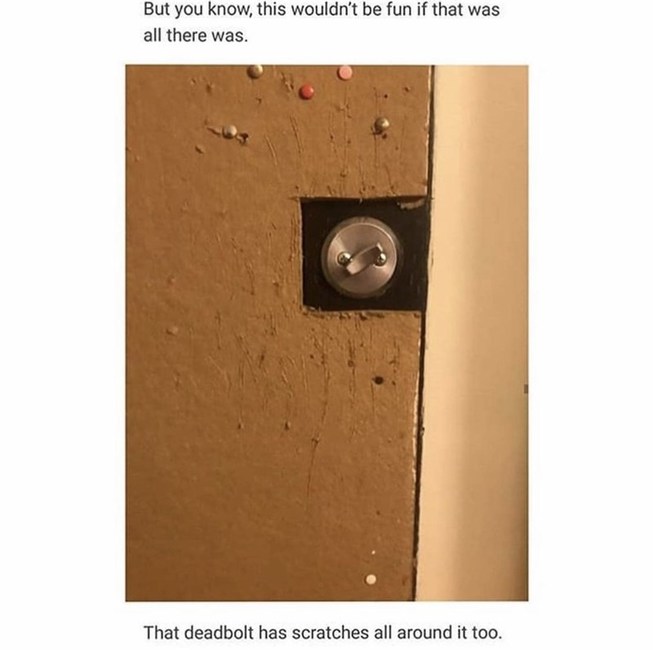 But you know, this wouldn't be fun if that was
all there was.
That deadbolt has scratches all around it too.